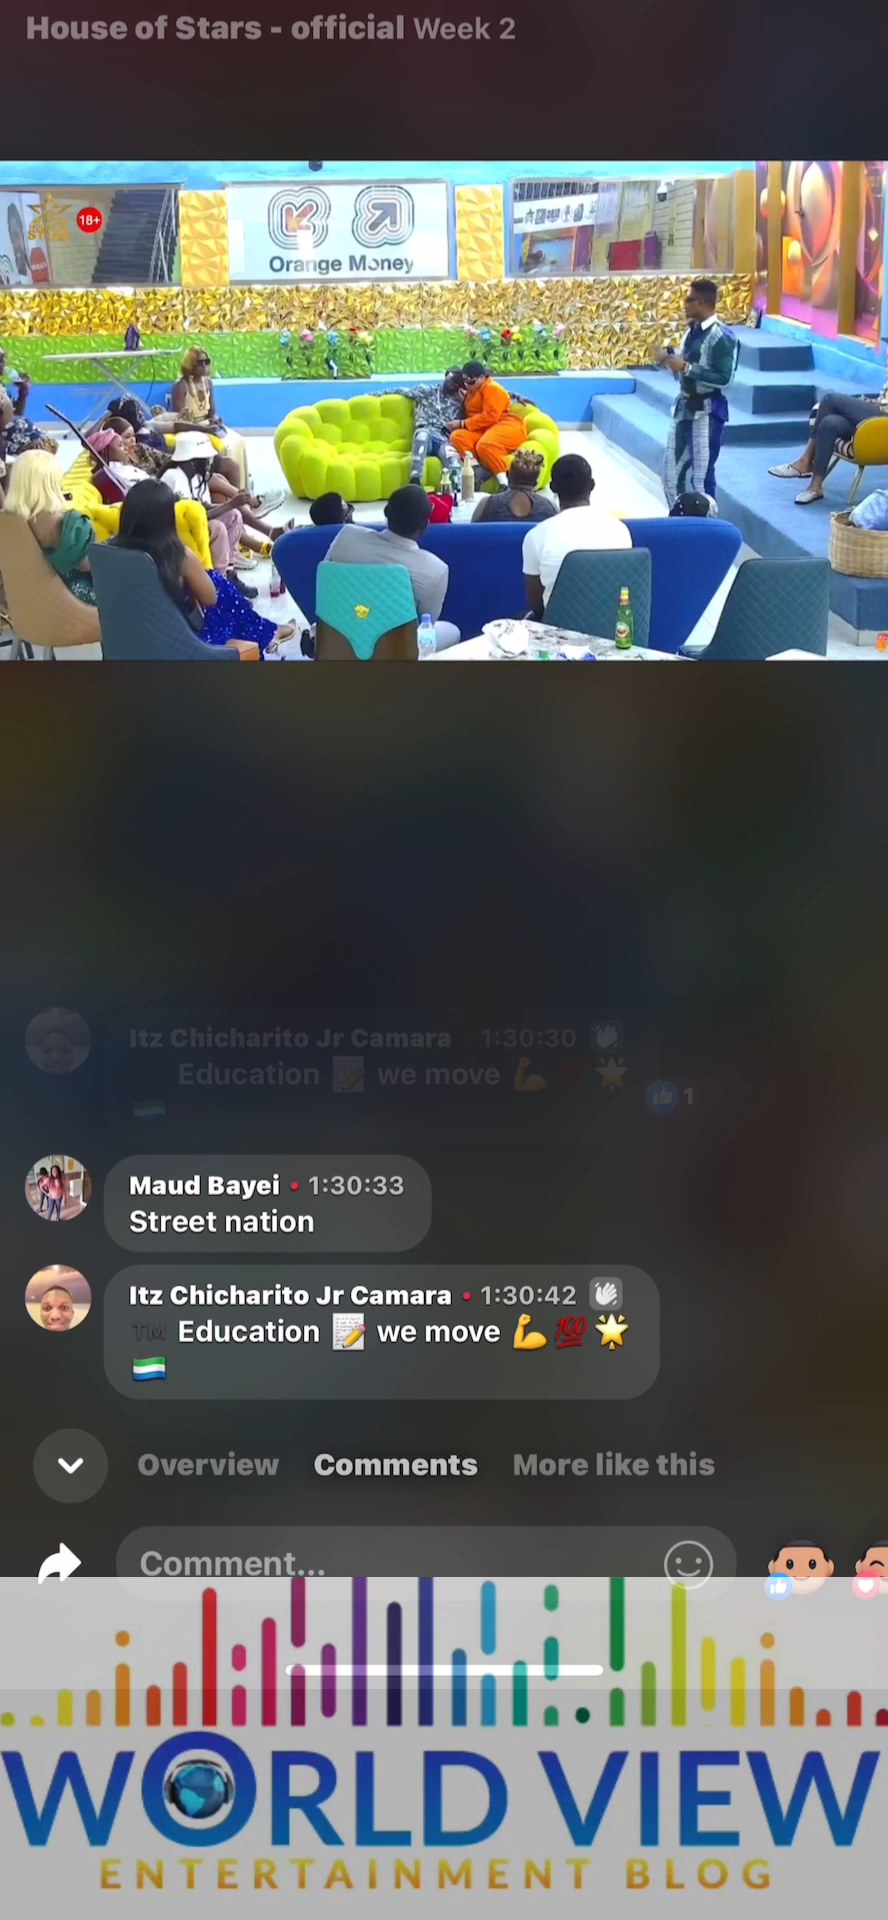 House of Stars - official Week 2
18+
Orange Money
Itz Chicharito Jr Camara • 1:30:30
Education 📝 we move 💪💯🌟
🇸🇱
1
Maud Bayei • 1:30:33
Street nation
Itz Chicharito Jr Camara • 1:30:42 👋
™️ Education 📝 we move 💪💯🌟
🇸🇱
Overview Comments More like this
Comment...
WORLD VIEW
ENTERTAINMENT BLOG